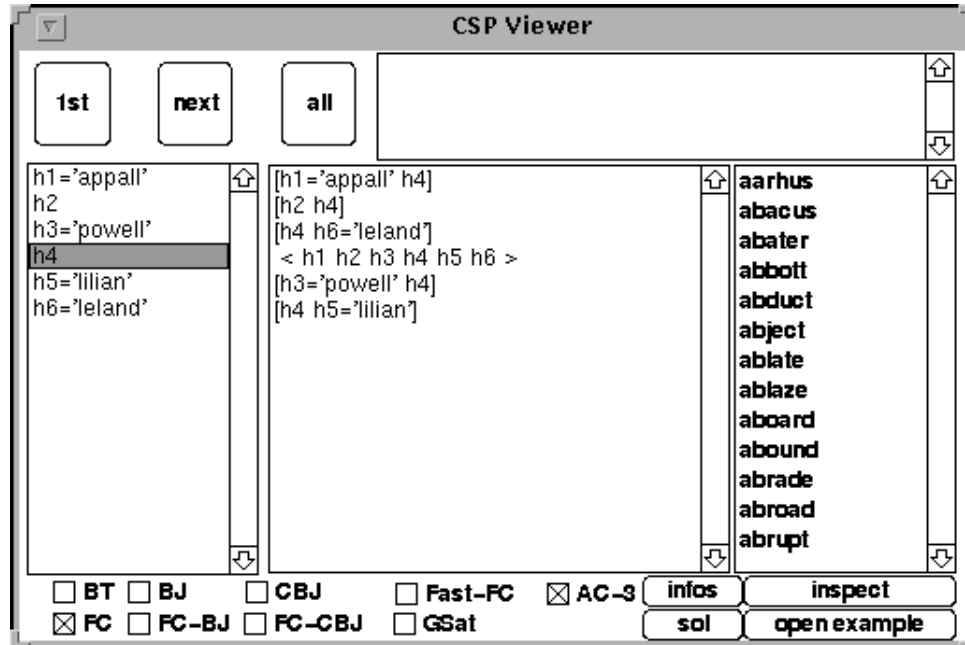 CSP Viewer
1st next all
h1='appall'
h2
h3='powell'
h4
h5='lilian'
h6='leland'
[h1='appall' h4]
[h2 h4]
[h4 h6='leland']
< h1 h2 h3 h4 h5 h6 >
[h3='powell' h4]
[h4 h5='lilian']
aarhus
abacus
abater
abbott
abduct
abject
ablate
ablaze
aboard
abound
abrade
abroad
abrupt
BT BJ CBJ Fast-FC AC-3 infos inspect
FC FC-BJ FC-CBJ GSat sol open example